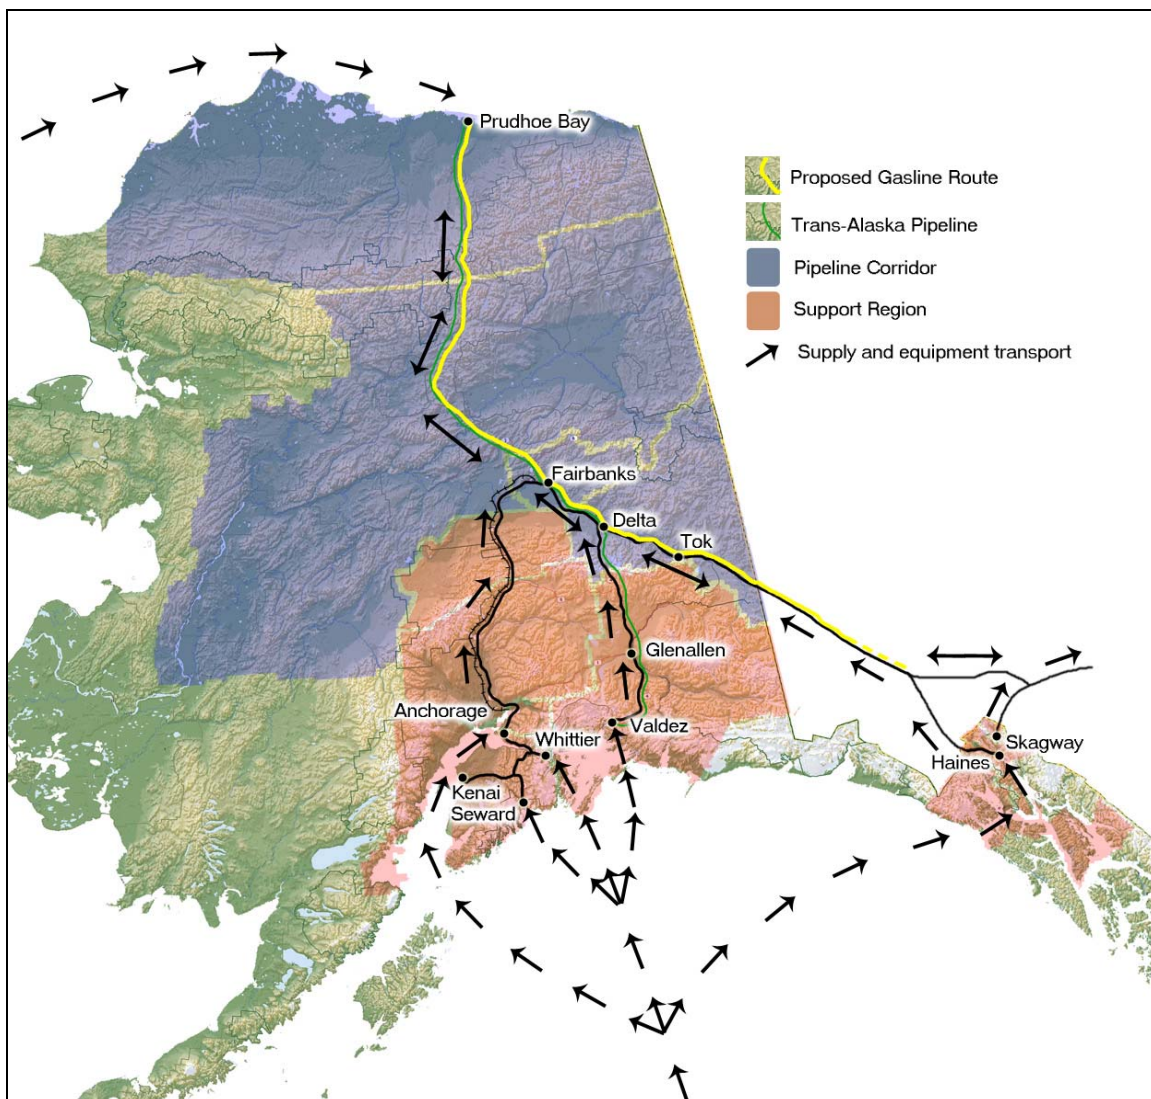 Prudhoe Bay
Proposed Gasline Route
Trans-Alaska Pipeline
Pipeline Corridor
Support Region
Supply and equipment transport
Fairbanks
Delta
Tok
Glenallen
Anchorage
Valdez
Whittier
Skagway
Haines
Kenai
Seward